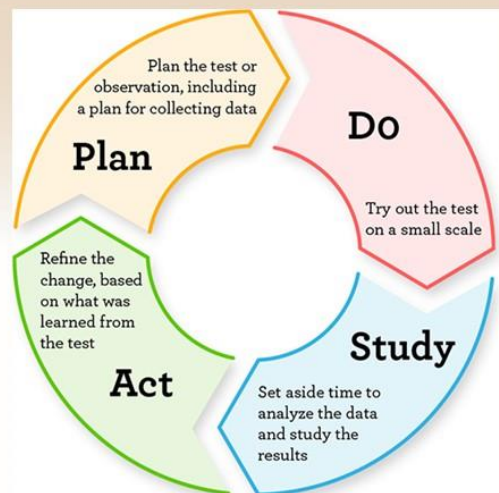 Plan the test or
observation, including
a plan for collecting data
Plan
Do
Try out the test
on a small scale
Study
Set aside time to
analyze the data
and study the
results
Refine the
change, based
on what was
learned from
the test
Act